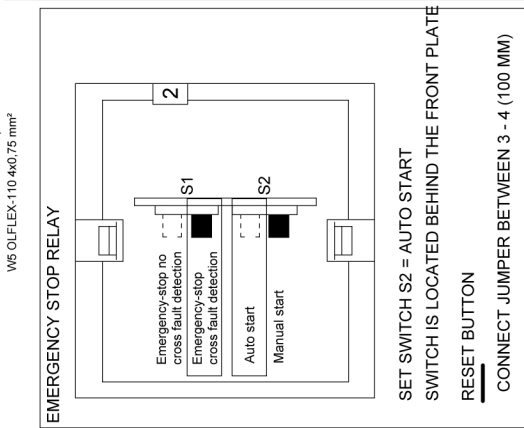 W5 OLFLEX-110 4x0,75 mm²
EMERGENCY STOP RELAY
2
S1
S2
Emergency-stop no
cross fault detection
Emergency-stop
cross fault detection
Auto start
Manual start
SET SWITCH S2 = AUTO START
SWITCH IS LOCATED BEHIND THE FRONT PLATE
RESET BUTTON
CONNECT JUMPER BETWEEN 3 - 4 (100 MM)